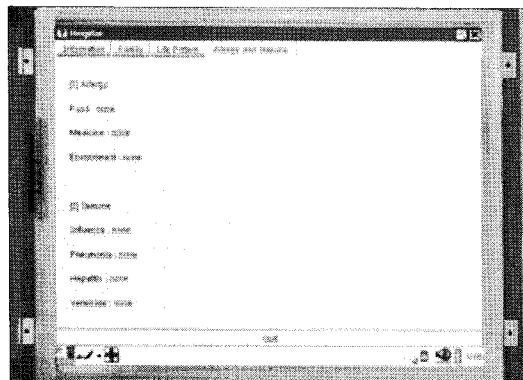 Information Family Life Pattern Allergy and Immune
[1] Allergy
Food : none
Medicine : none
Environment : none
[2] Immune
Influenza : none
Pneumonia : none
Hepatitis : none
: none
Quit